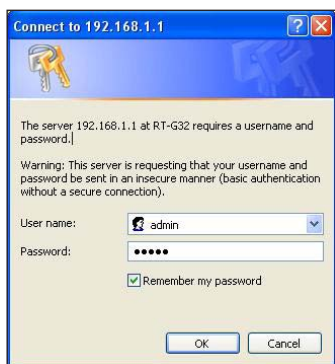 Connect to 192.168.1.1
The server 192.168.1.1 at RT-G32 requires a username and
password.
Warning: This server is requesting that your username and
password be sent in an insecure manner (basic authentication
without a secure connection).
User name:
admin
Password:
•••••
Remember my password
OK
Cancel